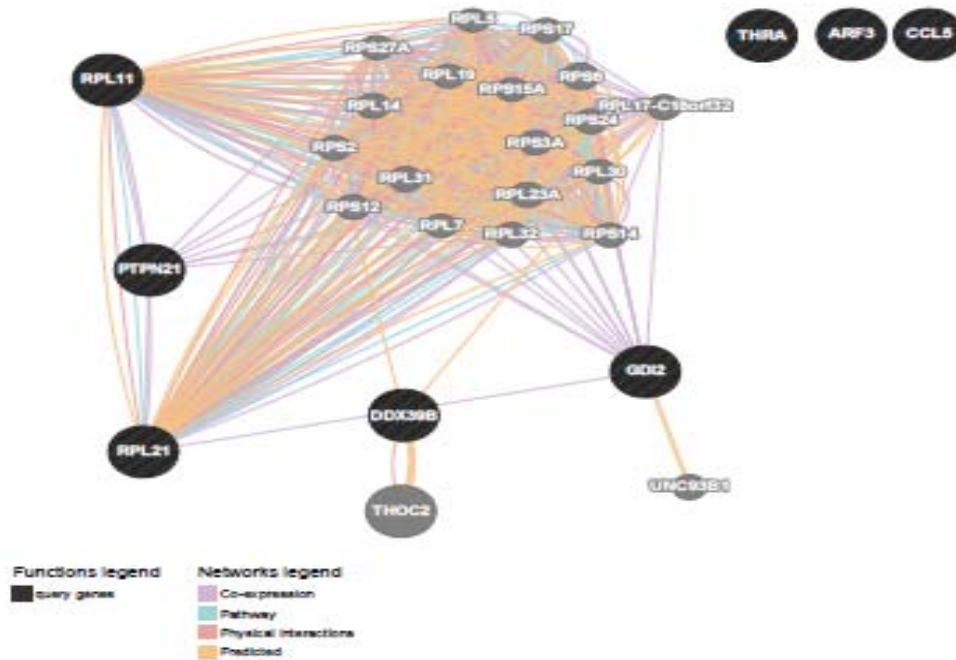 RPL5
RPS17
THRA
ARF3
CCL5
RPS27A
RPL11
RPL19
RPS6
RPS15A
RPL14
RPL17-C18orf32
RPS24
RPS2
RPS3A
RPL31
RPL30
RPL23A
RPS12
RPL7
RPL32
RPS14
PTPN21
GDI2
DDX39B
RPL21
UNC93B1
THOC2
Functions legend
query genes
Networks legend
Co-expression
Pathway
Physical Interactions
Predicted